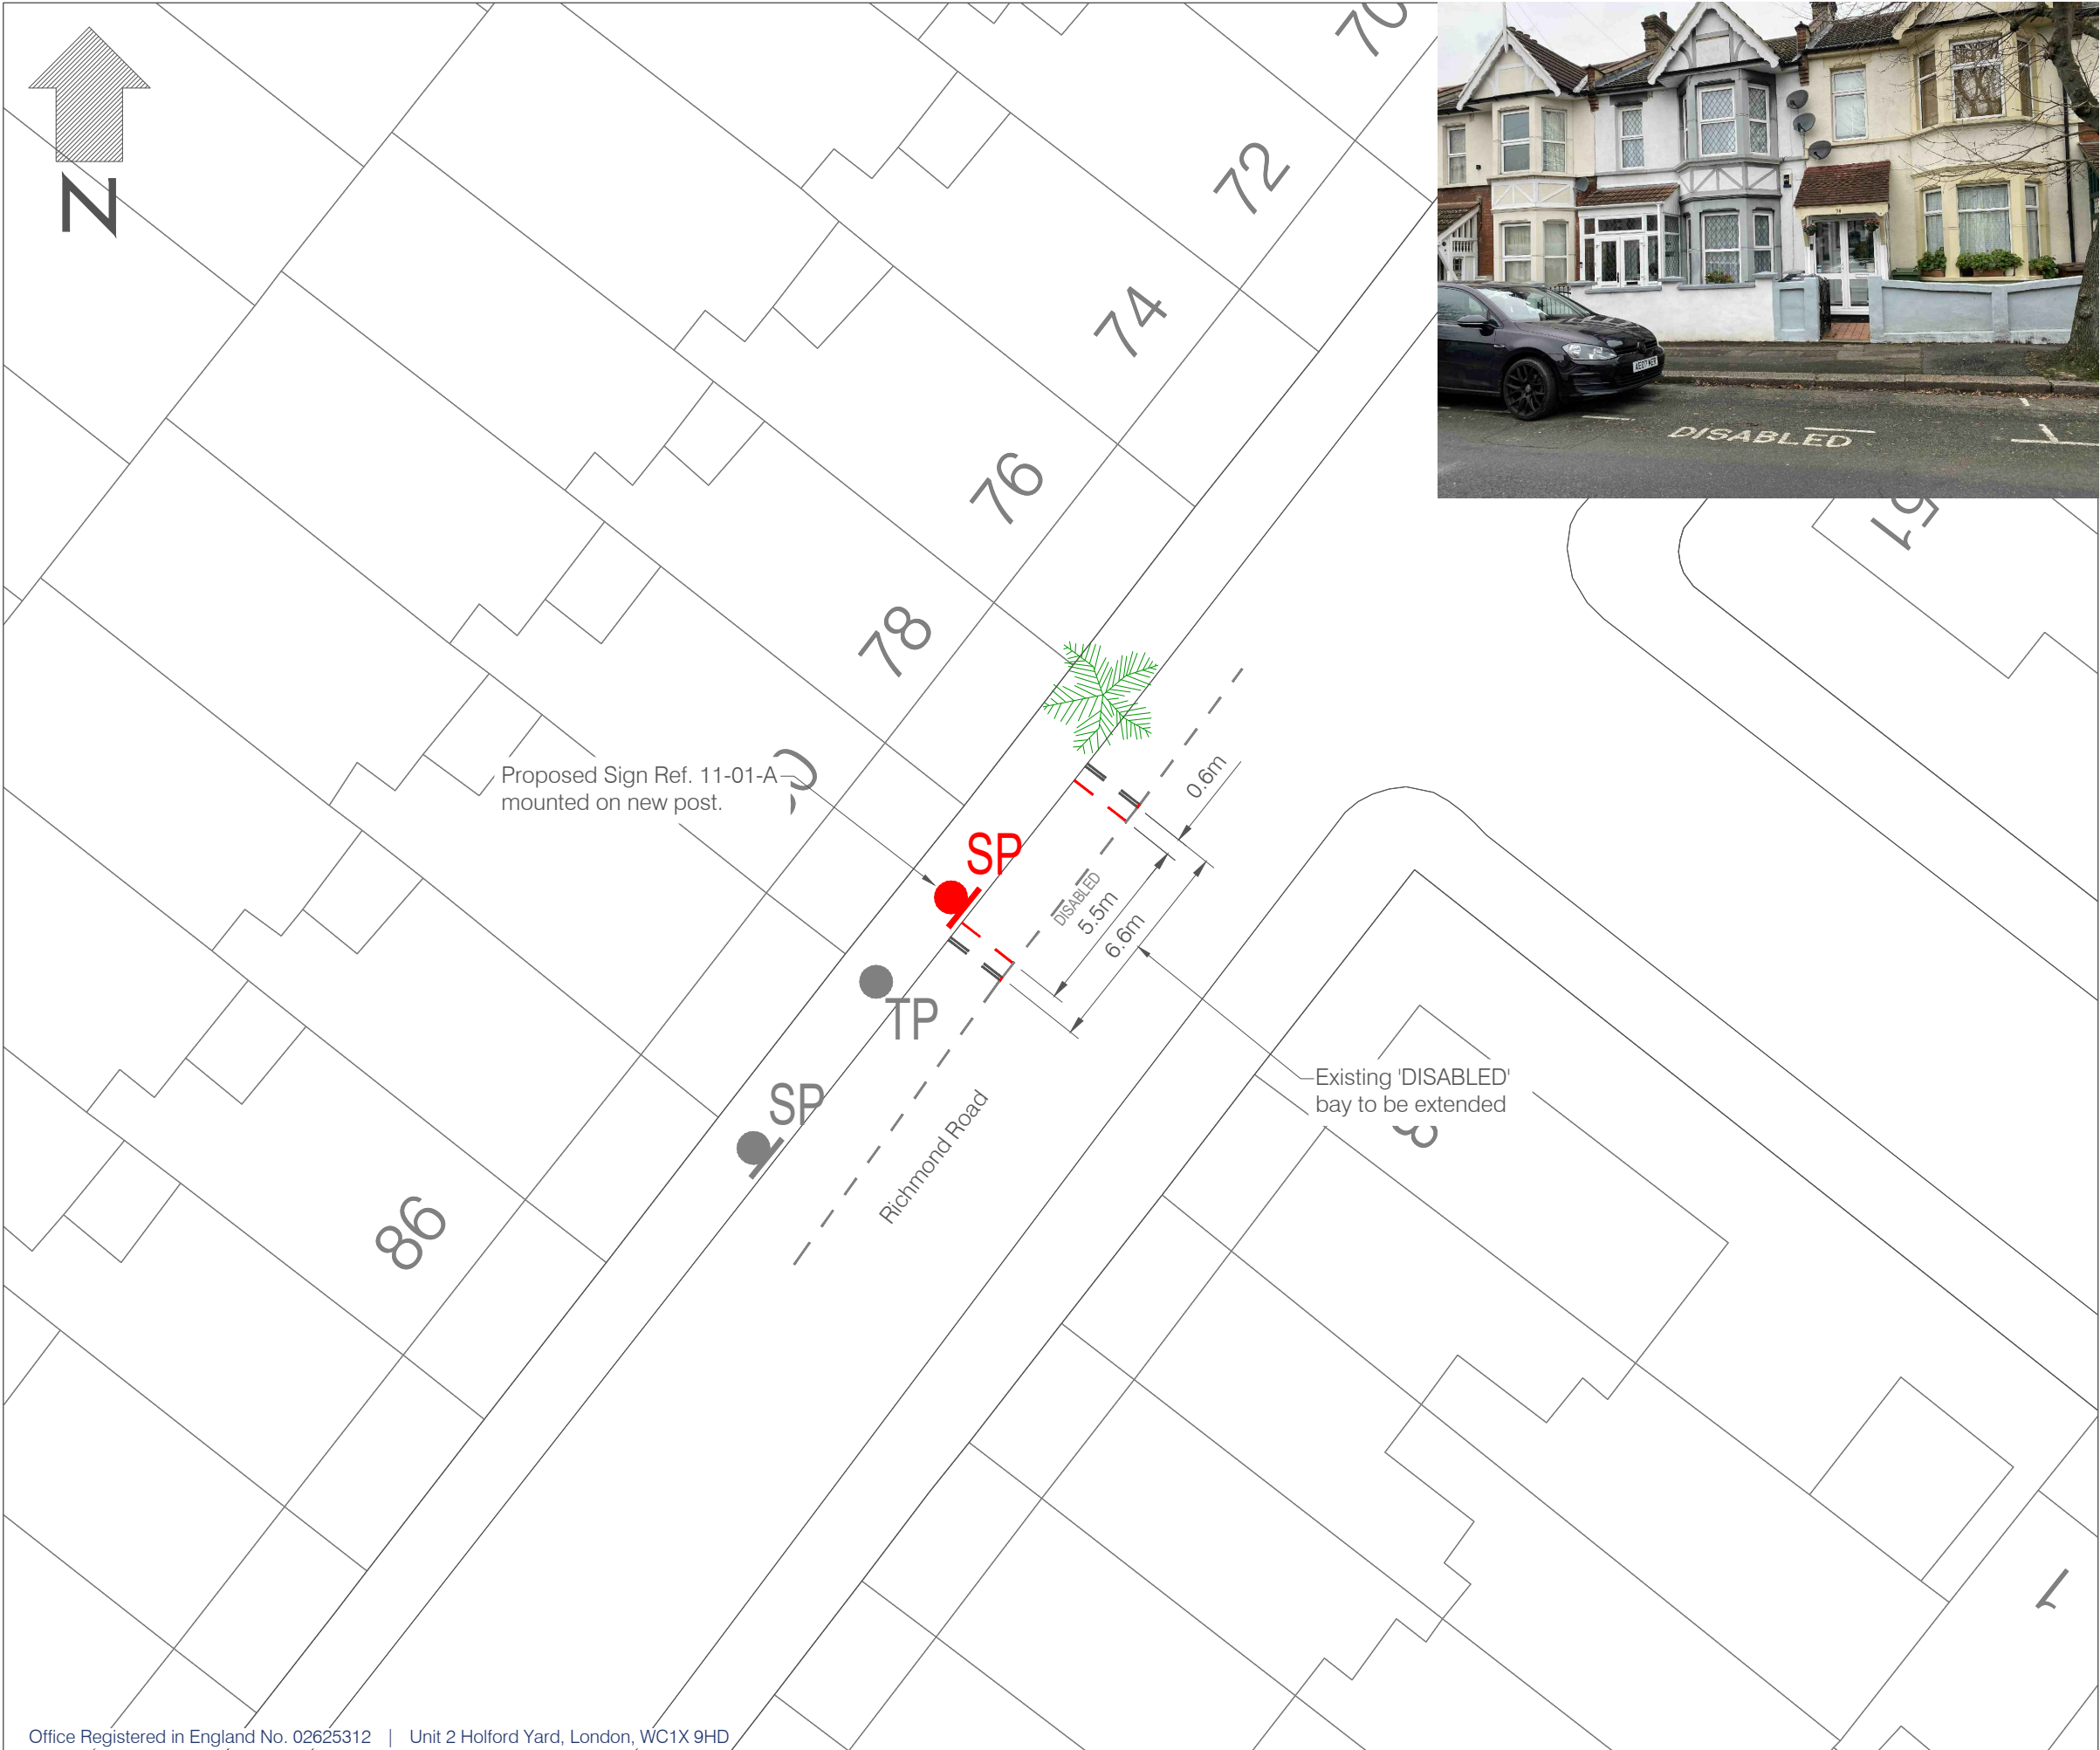 N
70
72
74
76
78
86
51
DISABLED
Proposed Sign Ref. 11-01-A
mounted on new post.
SP
0.6m
DISABLED
5.5m
6.6m
TP
SP
Existing 'DISABLED'
bay to be extended
Richmond Road
1
Office Registered in England No. 02625312 | Unit 2 Holford Yard, London, WC1X 9HD